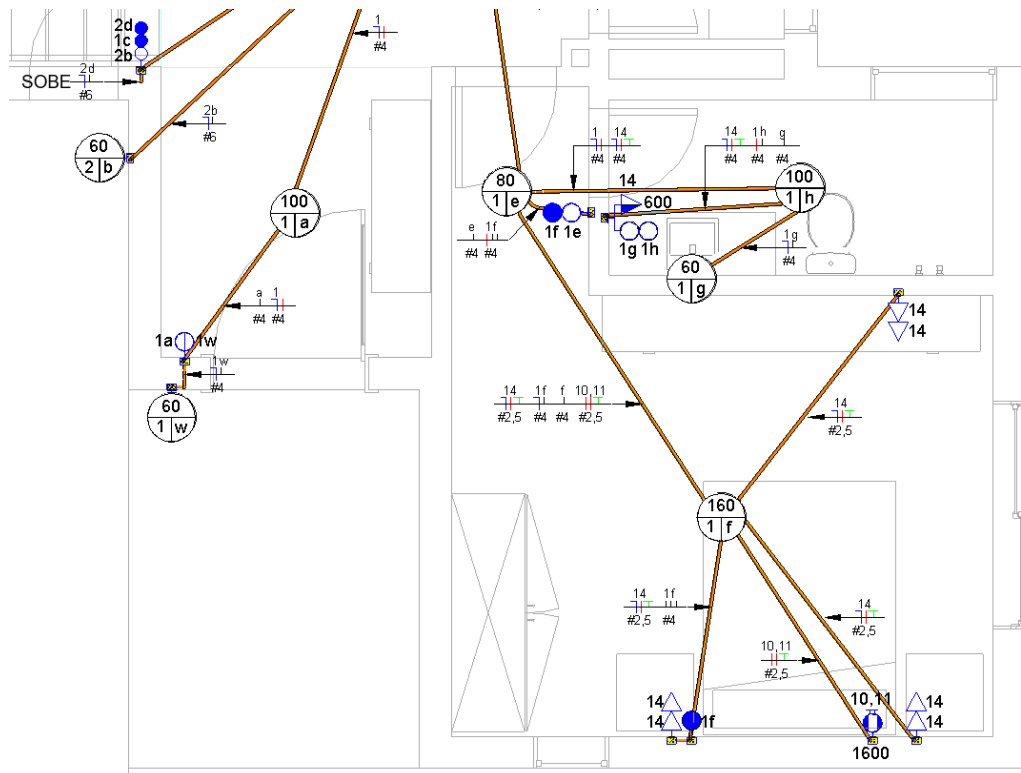 2d
1
1c
#4
2b
SOBE
2d
#6
2b
#6
1 14
#4 #4
14 1h g
#4 #4 #4
60
2 b
14
80
1 e
100
1 h
600
100
1 a
1f 1e
1g 1h
e 1f
#4 #4
1g
#4
60
1 g
a 1
#4 #4
14
14
1a 1w
1w
#4
60
1 w
14 1f f 10,11
#2,5 #4 #4 #2,5
14
#2,5
160
1 f
14 1f
#2,5 #4
14
#2,5
10,11
#2,5
14
14
1f
10,11
14
14
1600